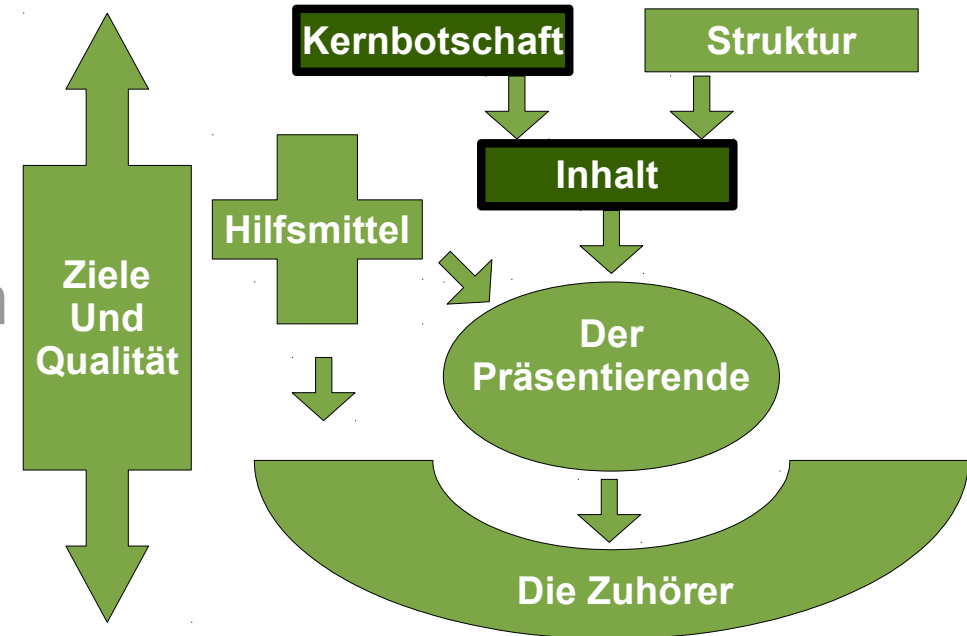 Kernbotschaft
Struktur
Inhalt
Hilfsmittel
Ziele
Und
Qualität
Der
Präsentierende
Die Zuhörer